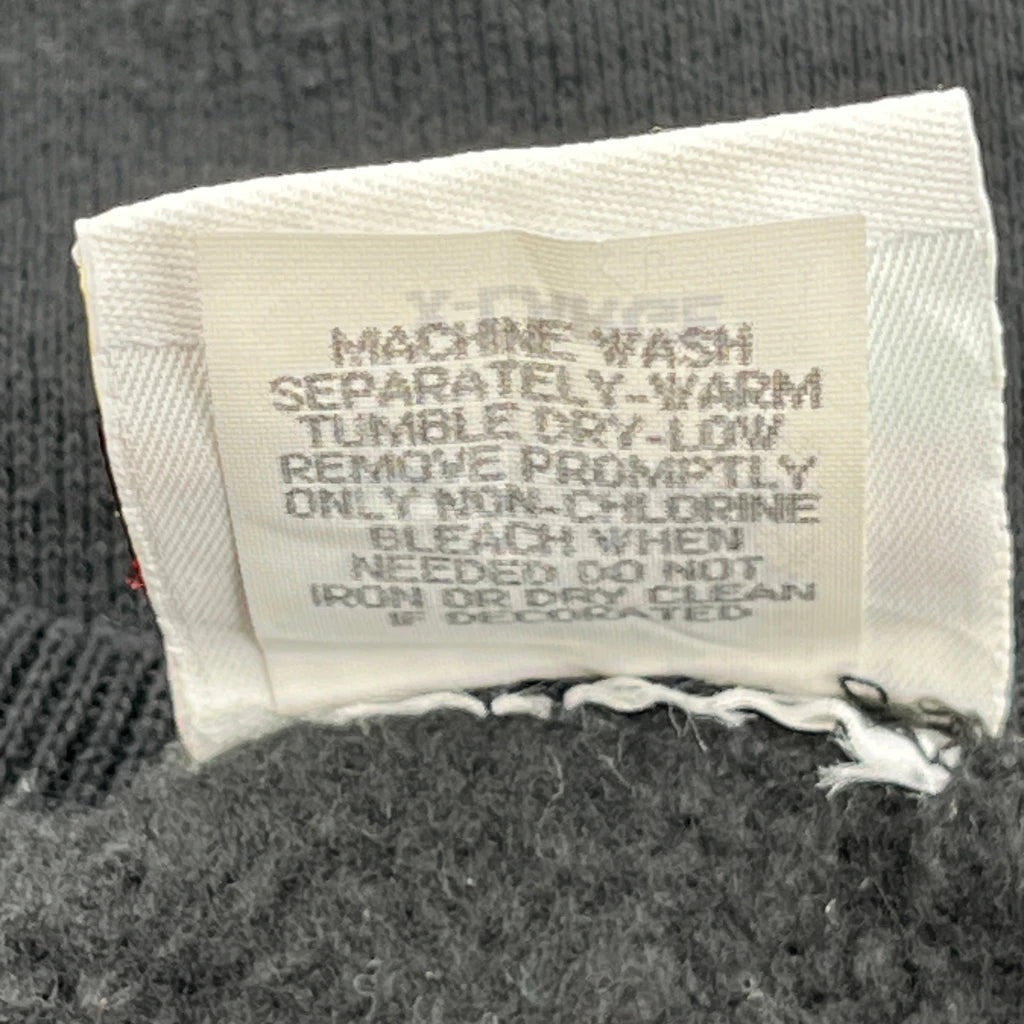 X-LARGE
MACHINE WASH
SEPARATELY-WARM
TUMBLE DRY-LOW
REMOVE PROMPTLY
ONLY NON-CHLORINE
BLEACH WHEN
NEEDED DO NOT
IRON OR DRY CLEAN
IF DECORATED